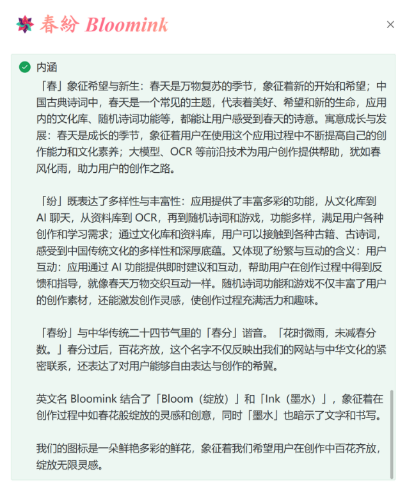 春紛 Bloomink
内涵
「春」象征希望与新生：春天是万物复苏的季节，象征着新的开始和希望；中
国古典诗词中，春天是一个常见的主题，代表着美好、希望和新的生命，应用
内的文化库、随机诗词功能等，都能让用户感受到春天的诗意。寓意成长与发
展：春天是成长的季节，象征着用户在使用这个应用过程中不断提高自己的创
作能力和文化素养；大模型、OCR 等前沿技术为用户创作提供帮助，犹如春
风化雨，助力用户的创作之路。
「纷」既表达了多样性与丰富性：应用提供了丰富多彩的功能，从文化库到
AI 聊天，从资料库到 OCR，再到随机诗词和游戏，功能多样，满足用户各种
创作和学习需求；通过文化库和资料库，用户可以接触到各种古籍、古诗词，
感受到中国传统文化的多样性和深厚底蕴。又体现了纷繁与互动的含义：用户
互动：应用通过 AI 功能提供即时建议和互动，帮助用户在创作过程中得到反
馈和指导，就像春天万物交织互动一样。随机诗词功能和游戏不仅丰富了用户
的创作素材，还能激发创作灵感，使创作过程充满活力和趣味。
「春纷」与中华传统二十四节气里的「春分」谐音。「花时微雨，未减春分
数。」春分过后，百花齐放，这个名字不仅反映出我们的网站与中华文化的紧
密联系，还表达了对用户能够自由表达与创作的希冀。
英文名 Bloomink 结合了「Bloom（绽放）」和「Ink（墨水）」，象征着在
创作过程中如春花般绽放的灵感和创意，同时「墨水」也暗示了文字和书写。
我们的图标是一朵鲜艳多彩的鲜花，象征着我们希望用户在创作中百花齐放，
绽放无限灵感。